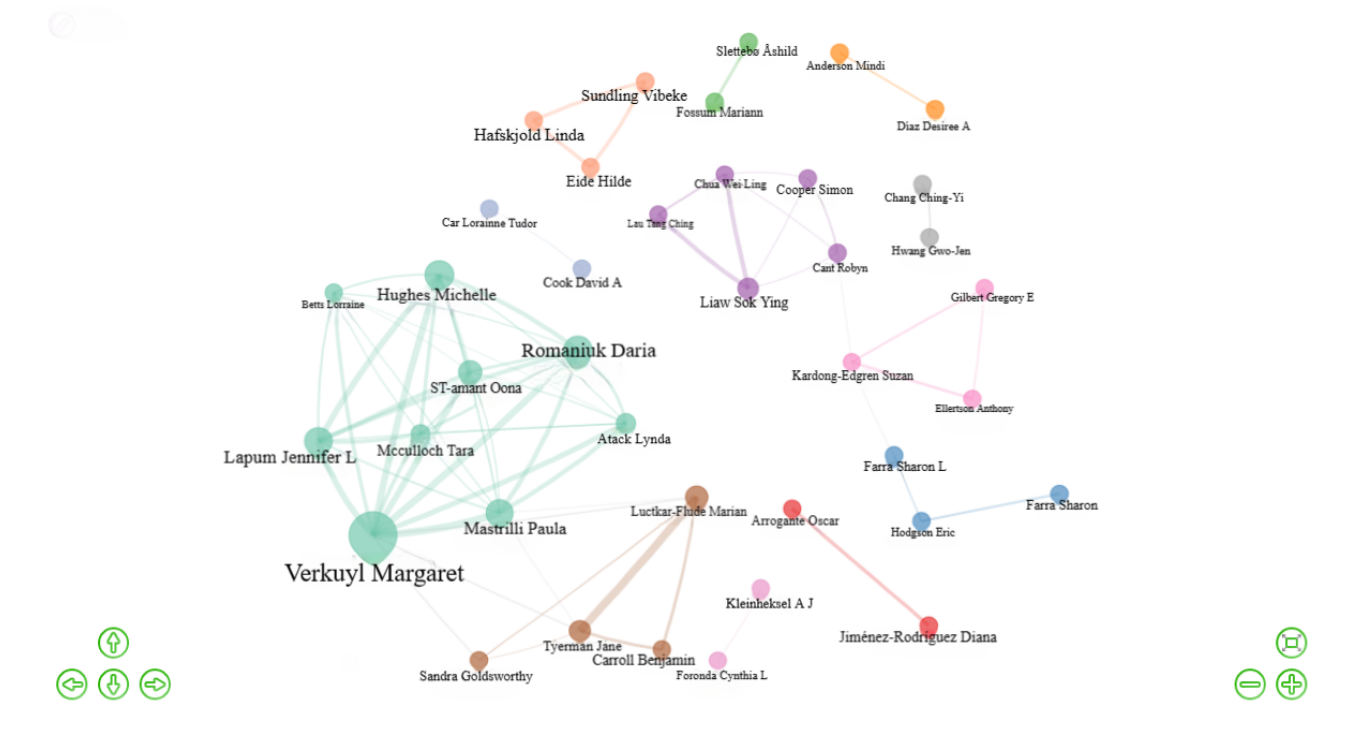 Slettebø Åshild
Anderson Mindi
Sundling Vibeke
Fossum Mariann
Diaz Desiree A
Hafskjold Linda
Eide Hilde
Chua Wei Ling
Cooper Simon
Chang Ching-Yi
Car Lorainne Tudor
Lau Tang Ching
Hwang Gwo-Jen
Cant Robyn
Cook David A
Hughes Michelle
Gilbert Gregory E
Betts Lorraine
Liaw Sok Ying
Romaniuk Daria
Kardong-Edgren Suzan
ST-amant Oona
Ellertson Anthony
Atack Lynda
Mcculloch Tara
Lapum Jennifer L
Farra Sharon L
Farra Sharon
Luctkar-Flude Marian
Arrogante Oscar
Mastrilli Paula
Hodgson Eric
Verkuyl Margaret
Kleinheksel A J
Jiménez-Rodríguez Diana
Tyerman Jane
Carroll Benjamin
Sandra Goldsworthy
Foronda Cynthia L